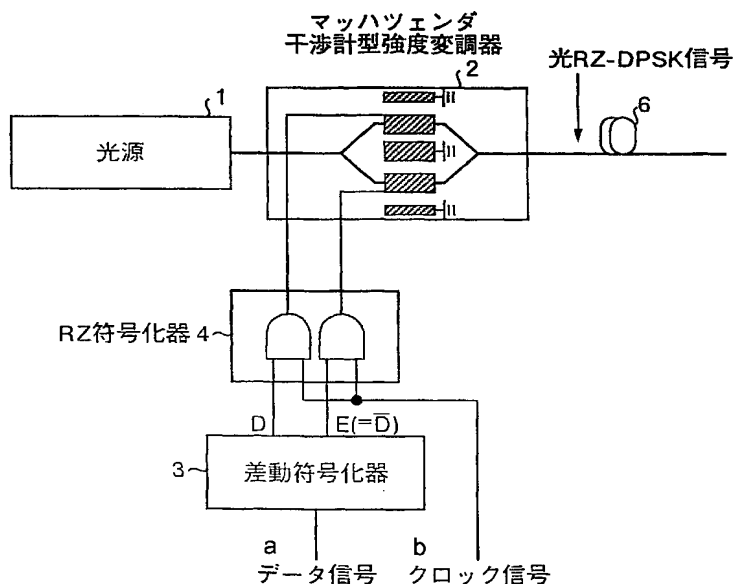 マッハツェンダ
干渉計型強度変調器
光RZ-DPSK信号
1
2
6
光源
RZ符号化器 4
D
E(=D̅)
3
差動符号化器
a
b
データ信号
クロック信号